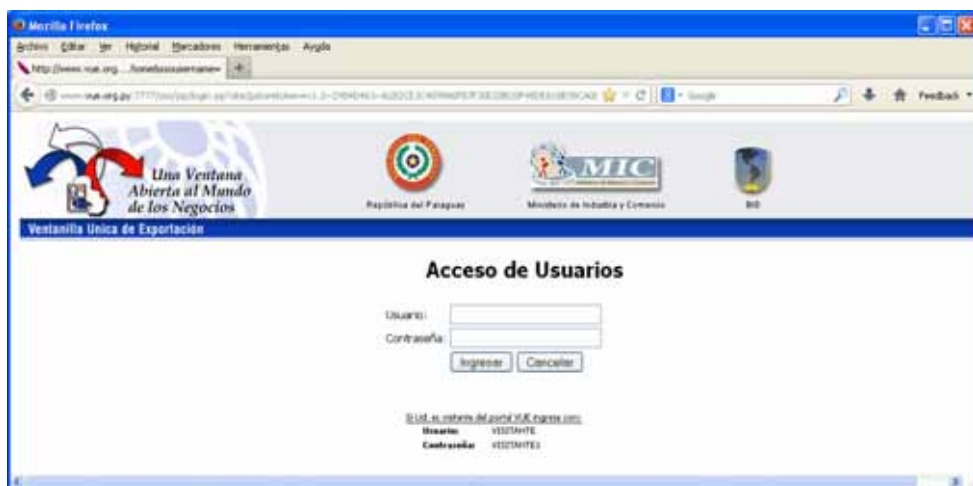 Mozilla Firefox
Archivo Editar Ver Historial Marcadores Herramientas Ayuda
Google
Feedback
Una Ventana
Abierta al Mundo
de los Negocios
República del Paraguay
MIC
Ministerio de Industria y Comercio
BID
Ventanilla Unica de Exportación
Acceso de Usuarios
Usuario:
Contraseña:
Ingresar Cancelar
Si Ud. es visitante del portal VUE ingrese con:
Usuario: VISITANTE
Contraseña: VISITANTE1